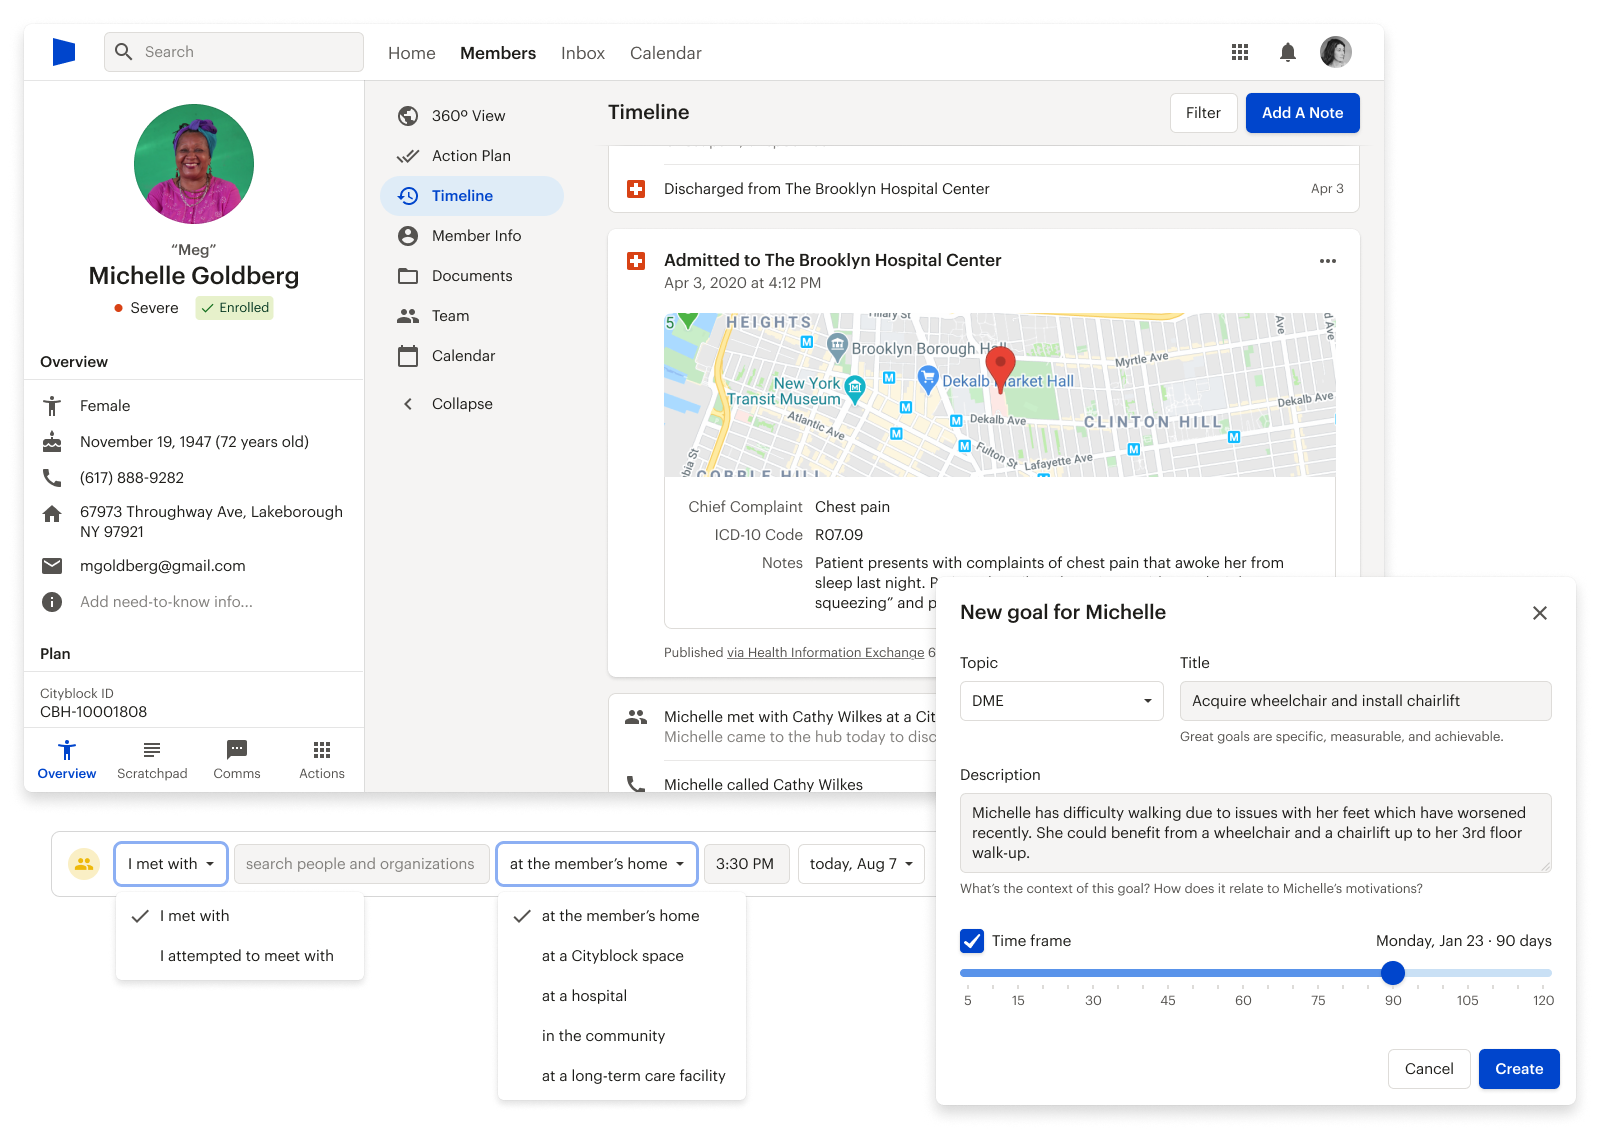 Search
Home
Members
Inbox
Calendar
“Meg”
Michelle Goldberg
Severe
Enrolled
Overview
Female
November 19, 1947 (72 years old)
(617) 888-9282
67973 Throughway Ave, Lakeborough
NY 97921
mgoldberg@gmail.com
Add need-to-know info...
Plan
Cityblock ID
CBH-10001808
Overview
Scratchpad
Comms
Actions
360º View
Action Plan
Timeline
Member Info
Documents
Team
Calendar
Collapse
Timeline
Filter
Add A Note
Discharged from The Brooklyn Hospital Center
Apr 3
Admitted to The Brooklyn Hospital Center
Apr 3, 2020 at 4:12 PM
5
HEIGHTS
Hillary St
Ave
d Ave
M
Brooklyn Borough Hall
Myrtle Ave
New York
Transit Museum
M
Dekalb Market Hall
Dekalb Ave
M
M
Dekalb Ave
CLINTON HILL
Atlantic Ave
M
M
Fulton St
M
M
Lafayette Ave
bia St
COBBLE HILL
Chief Complaint
Chest pain
ICD-10 Code
R07.09
Notes
Patient presents with complaints of chest pain that awoke her from
sleep last night.
squeezing” and p
Published via Health Information Exchange 6
Michelle met with Cathy Wilkes at a Cit
Michelle came to the hub today to disc
Michelle called Cathy Wilkes
I met with
search people and organizations
at the member’s home
3:30 PM
today, Aug 7
I met with
I attempted to meet with
at the member’s home
at a Cityblock space
at a hospital
in the community
at a long-term care facility
New goal for Michelle
Topic
Title
DME
Acquire wheelchair and install chairlift
Great goals are specific, measurable, and achievable.
Description
Michelle has difficulty walking due to issues with her feet which have worsened
recently. She could benefit from a wheelchair and a chairlift up to her 3rd floor
walk-up.
What’s the context of this goal? How does it relate to Michelle’s motivations?
Time frame
Monday, Jan 23 · 90 days
5 15 30 45 60 75 90 105 120
Cancel
Create